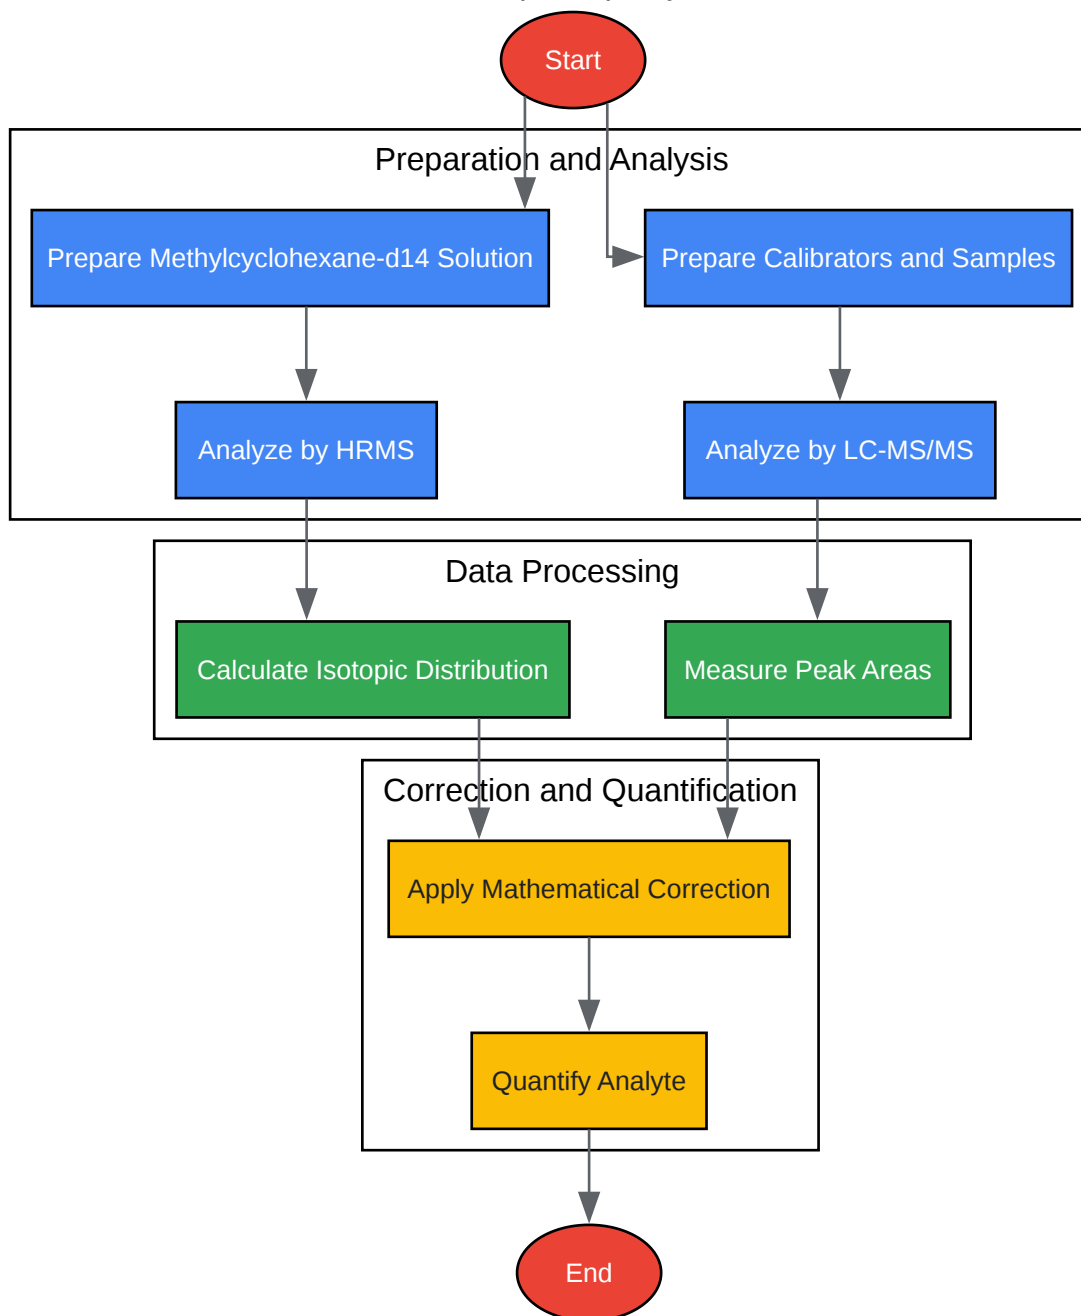 Start
Preparation and Analysis
Prepare Methylcyclohexane-d14 Solution
Prepare Calibrators and Samples
Analyze by HRMS
Analyze by LC-MS/MS
Data Processing
Calculate Isotopic Distribution
Measure Peak Areas
Correction and Quantification
Apply Mathematical Correction
Quantify Analyte
End